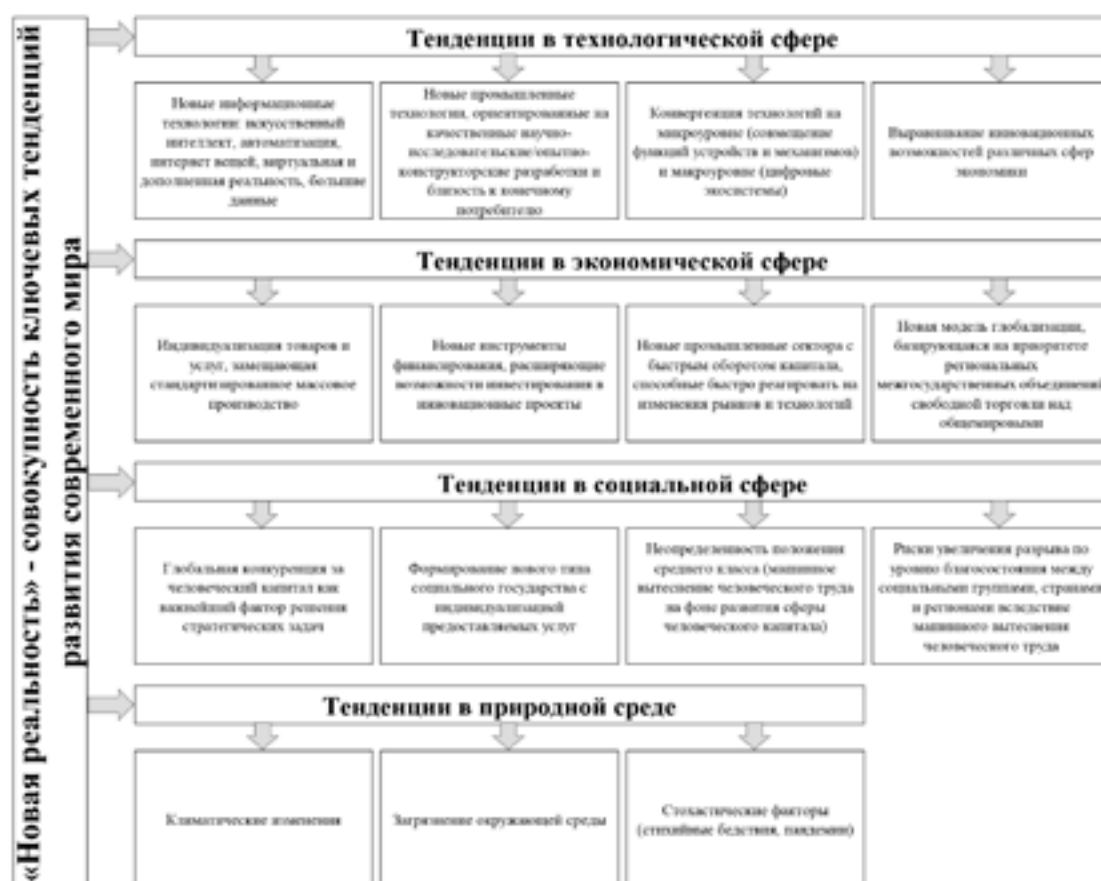 «Новая реальность» - совокупность ключевых тенденций
развития современного мира
Тенденции в технологической сфере
Новые информационные
технологии: искусственный
интеллект, автоматизация,
интернет вещей, виртуальная и
дополненная реальность, большие
данные
Новые промышленные
технологии, ориентированные на
качественные научно-
исследовательские/опытно-
конструкторские разработки и
близость к конечному
потребителю
Конвергенция технологий на
микроуровне (совмещение
функций устройств и механизмов)
и макроуровне (цифровые
экосистемы)
Выравнивание инновационных
возможностей различных сфер
экономики
Тенденции в экономической сфере
Индивидуализация товаров и
услуг, замещающая
стандартизированное массовое
производство
Новые инструменты
финансирования, расширяющие
возможности инвестирования в
инновационные проекты
Новые промышленные сектора с
быстрым оборотом капитала,
способные быстро реагировать на
изменения рынков и технологий
Новая модель глобализации,
базирующаяся на приоритете
региональных
межгосударственных объединений
свободной торговли над
общемировыми
Тенденции в социальной сфере
Глобальная конкуренция за
человеческий капитал как
важнейший фактор решения
стратегических задач
Формирование нового типа
социального государства с
индивидуализацией
предоставляемых услуг
Неопределенность положения
среднего класса (машинное
вытеснение человеческого труда
на фоне развития сферы
человеческого капитала)
Риски увеличения разрыва по
уровню благосостояния между
социальными группами, странами
и регионами вследствие
машинного вытеснения
человеческого труда
Тенденции в природной среде
Климатические изменения
Загрязнение окружающей среды
Стохастические факторы
(стихийные бедствия, пандемии)